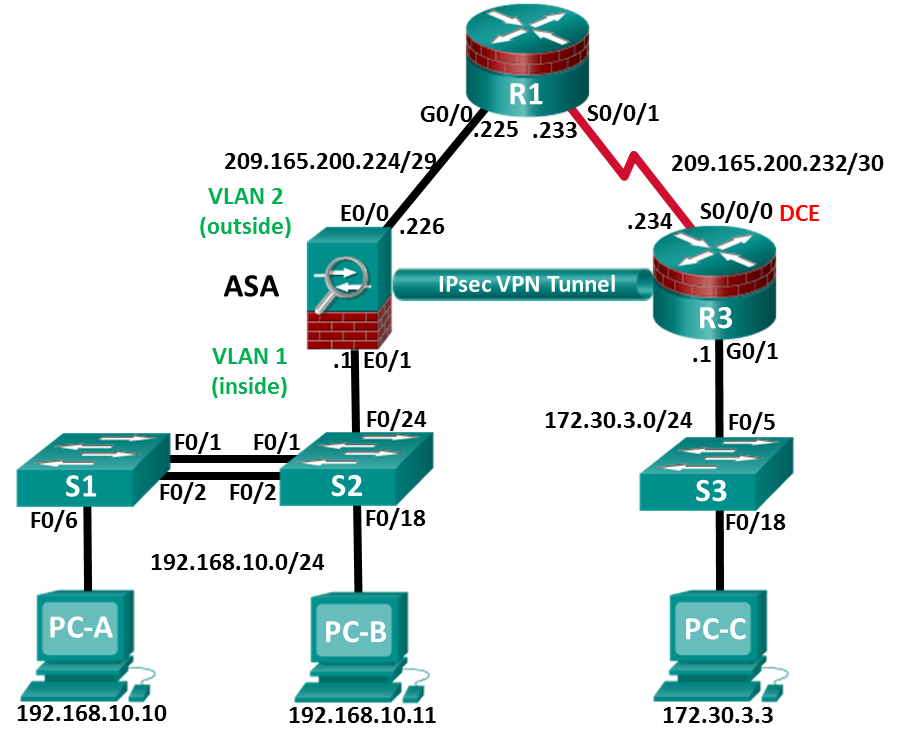 R1
G0/0
.225
.233
S0/0/1
209.165.200.224/29
209.165.200.232/30
VLAN 2
(outside)
E0/0
.226
.234
S0/0/0 DCE
ASA
IPsec VPN Tunnel
R3
VLAN 1
(inside)
.1
E0/1
.1
G0/1
F0/24
172.30.3.0/24
F0/5
F0/1
F0/1
S1
S2
S3
F0/2
F0/2
F0/6
F0/18
F0/18
192.168.10.0/24
PC-A
PC-B
PC-C
192.168.10.10
192.168.10.11
172.30.3.3